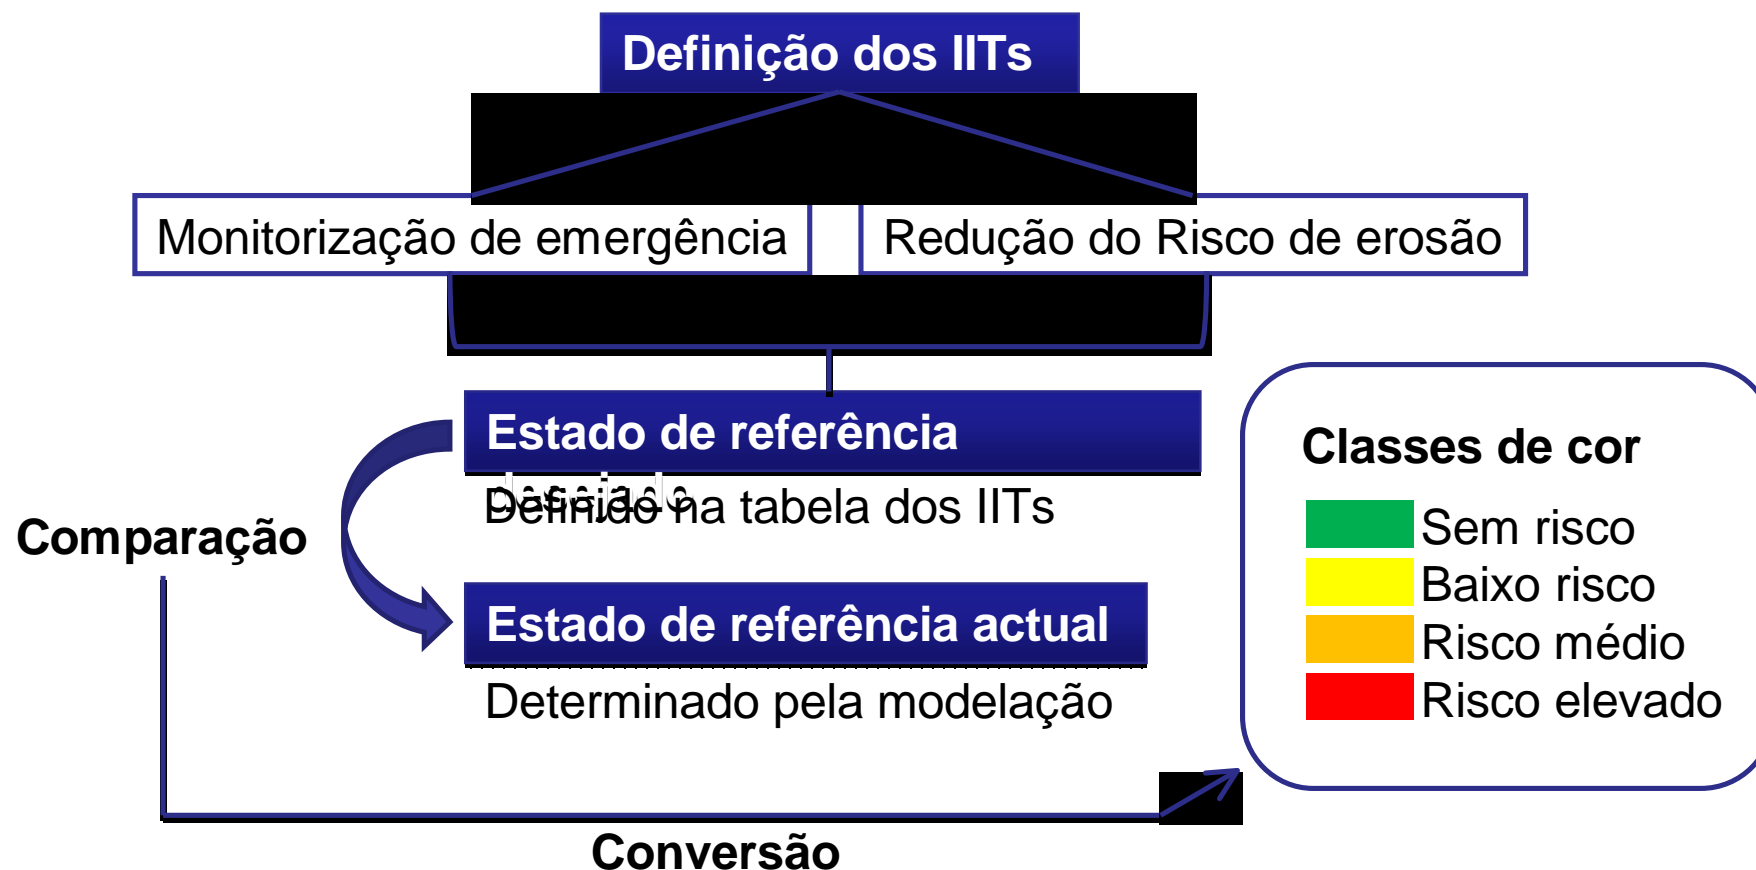 Definição dos IITs
Monitorização de emergência
Redução do Risco de erosão
Estado de referência
desejado
Definido na tabela dos IITs
Classes de cor
Sem risco
Baixo risco
Risco médio
Risco elevado
Comparação
Estado de referência actual
Determinado pela modelação
Conversão